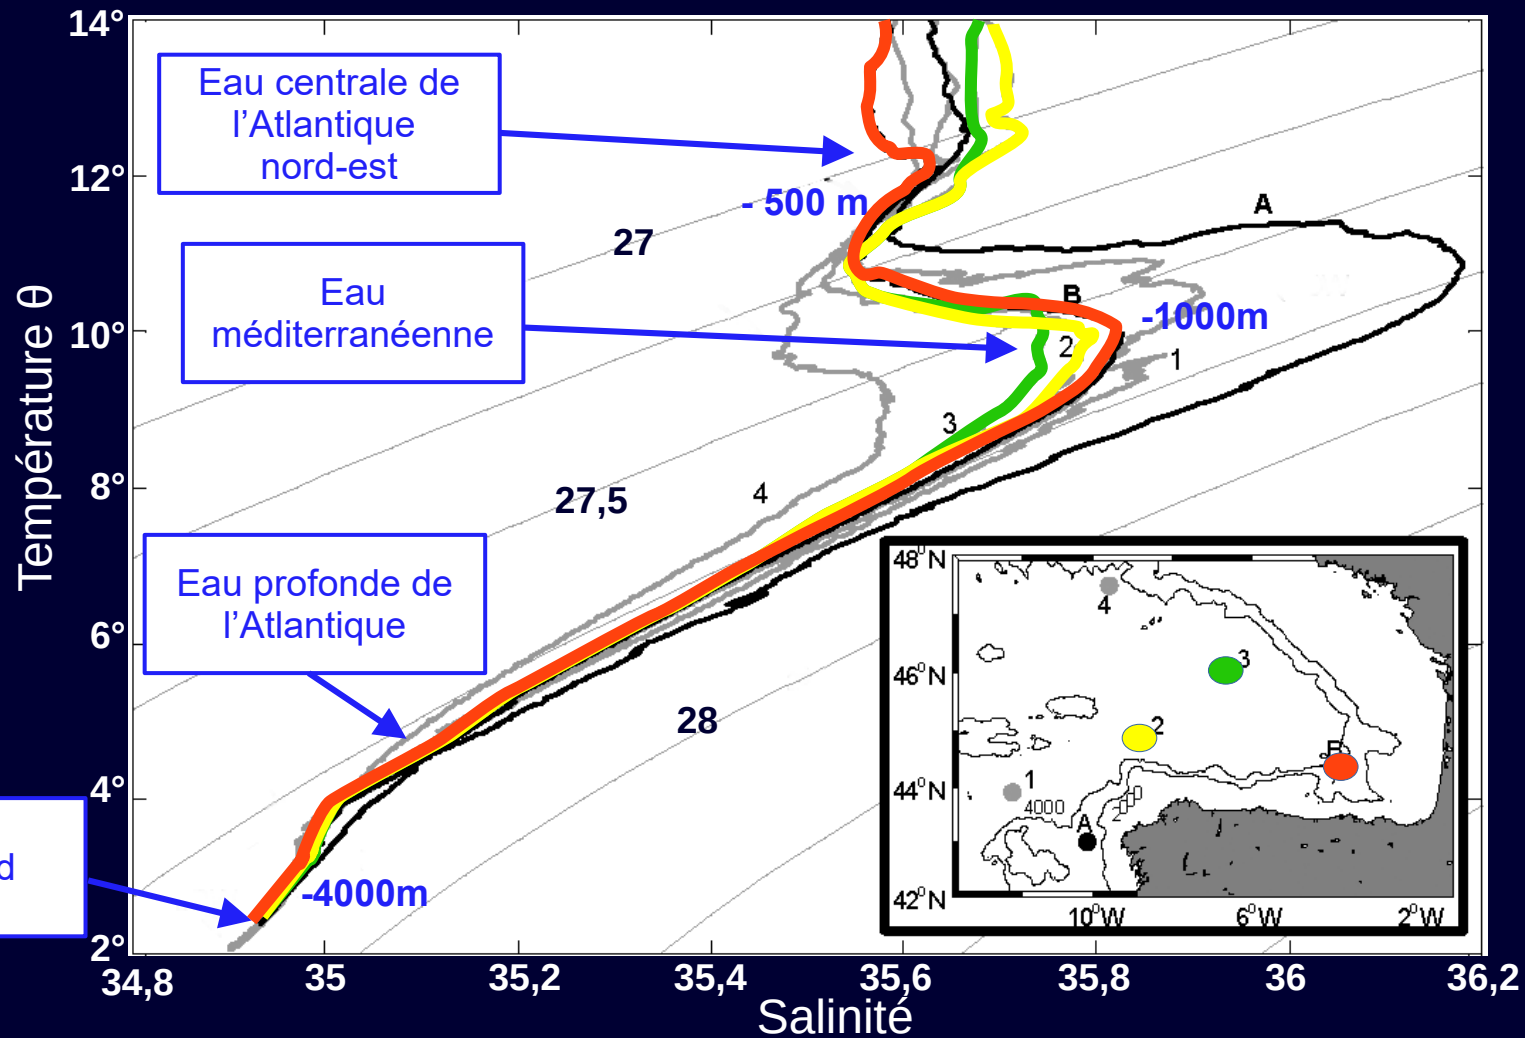 14°
Eau centrale de
l'Atlantique
nord-est
12°
- 500 m
A
27
Eau
méditerranéenne
B
-1000m
10°
2
1
3
Température θ
8°
4
27,5
Eau profonde de
l'Atlantique
6°
28
4°
d
-4000m
2°
48°N
4
46°N
3
2
B
44°N
1
4000
A
42°N
10°W
6°W
2°W
34,8
35
35,2
35,4
35,6
35,8
36
36,2
Salinité